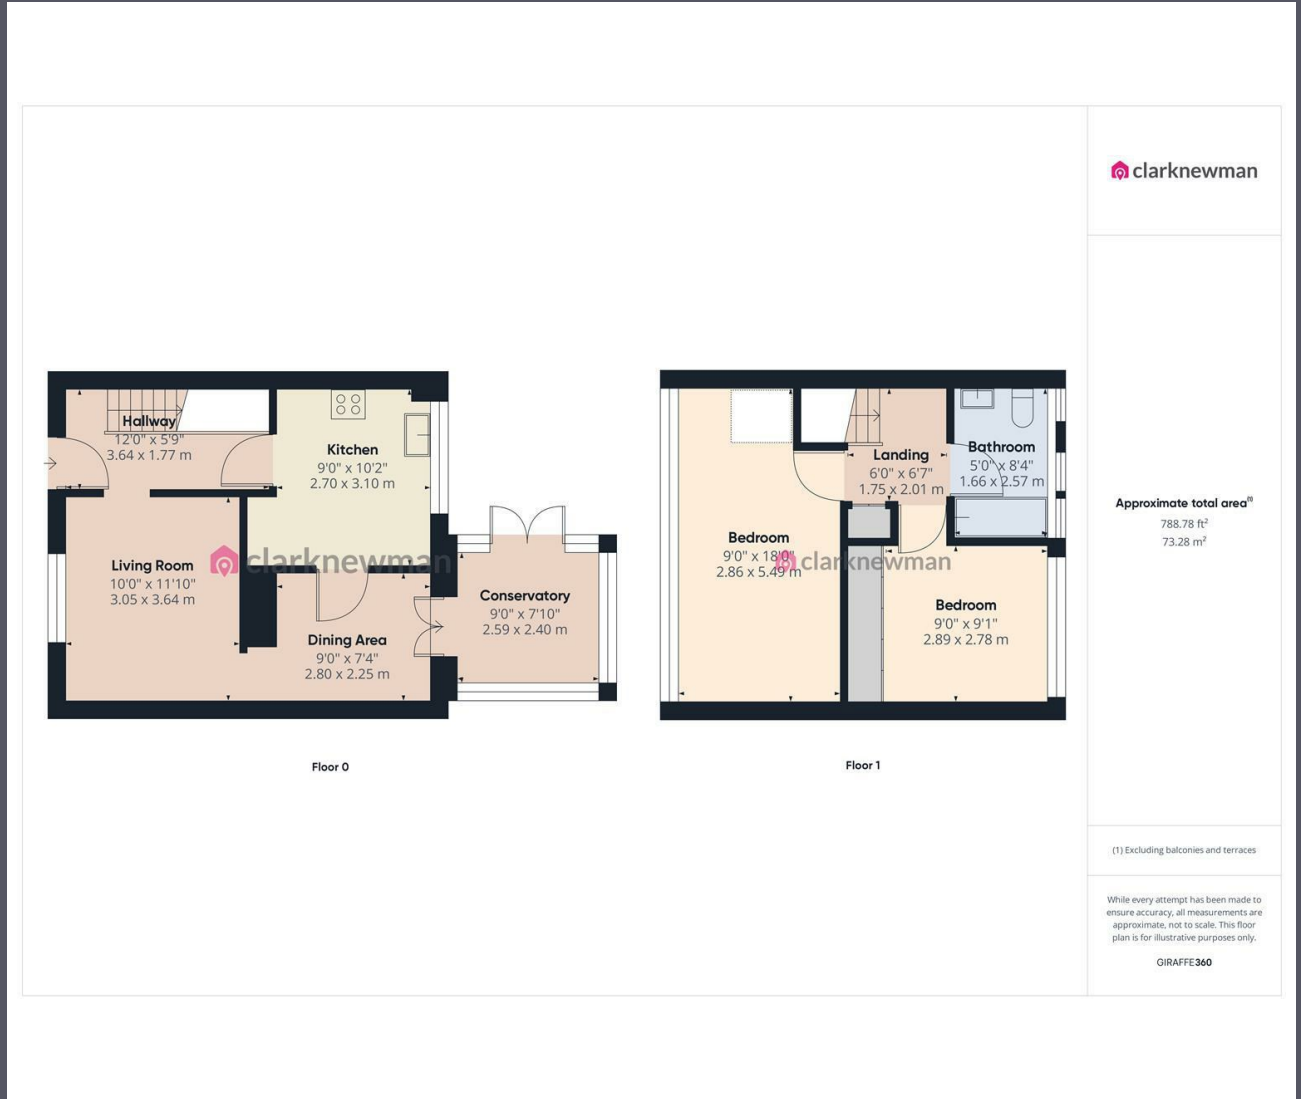 clarknewman
Hallway
12'0" x 5'9"
3.64 x 1.77 m
Kitchen
9'0" x 10'2"
2.70 x 3.10 m
Living Room
10'0" x 11'10"
3.05 x 3.64 m
clarknewman
Dining Area
9'0" x 7'4"
2.80 x 2.25 m
Conservatory
9'0" x 7'10"
2.59 x 2.40 m
Floor 0
Landing
6'0" x 6'7"
1.75 x 2.01 m
Bathroom
5'0" x 8'4"
1.66 x 2.57 m
Bedroom
9'0" x 18'0"
2.86 x 5.49 m
clarknewman
Bedroom
9'0" x 9'1"
2.89 x 2.78 m
Floor 1
Approximate total area⁽¹⁾
788.78 ft²
73.28 m²
(1) Excluding balconies and terraces
While every attempt has been made to
ensure accuracy, all measurements are
approximate, not to scale. This floor
plan is for illustrative purposes only.
GIRAFFE360